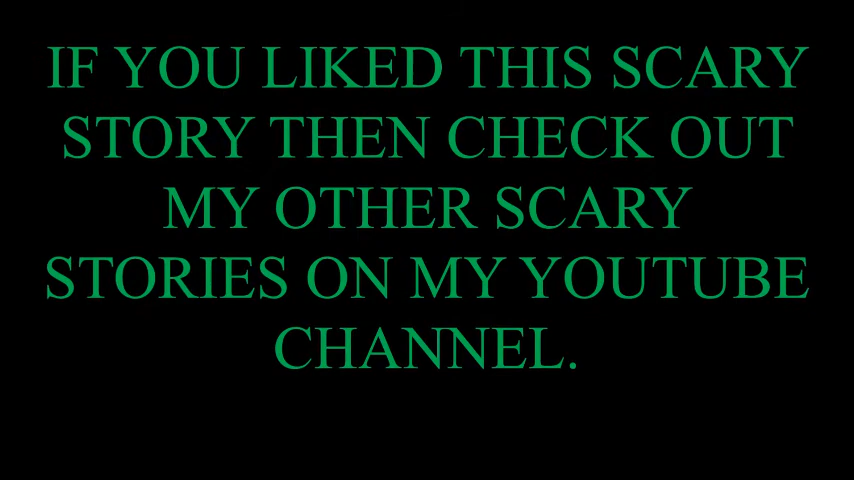 IF YOU LIKED THIS SCARY
STORY THEN CHECK OUT
MY OTHER SCARY
STORIES ON MY YOUTUBE
CHANNEL.